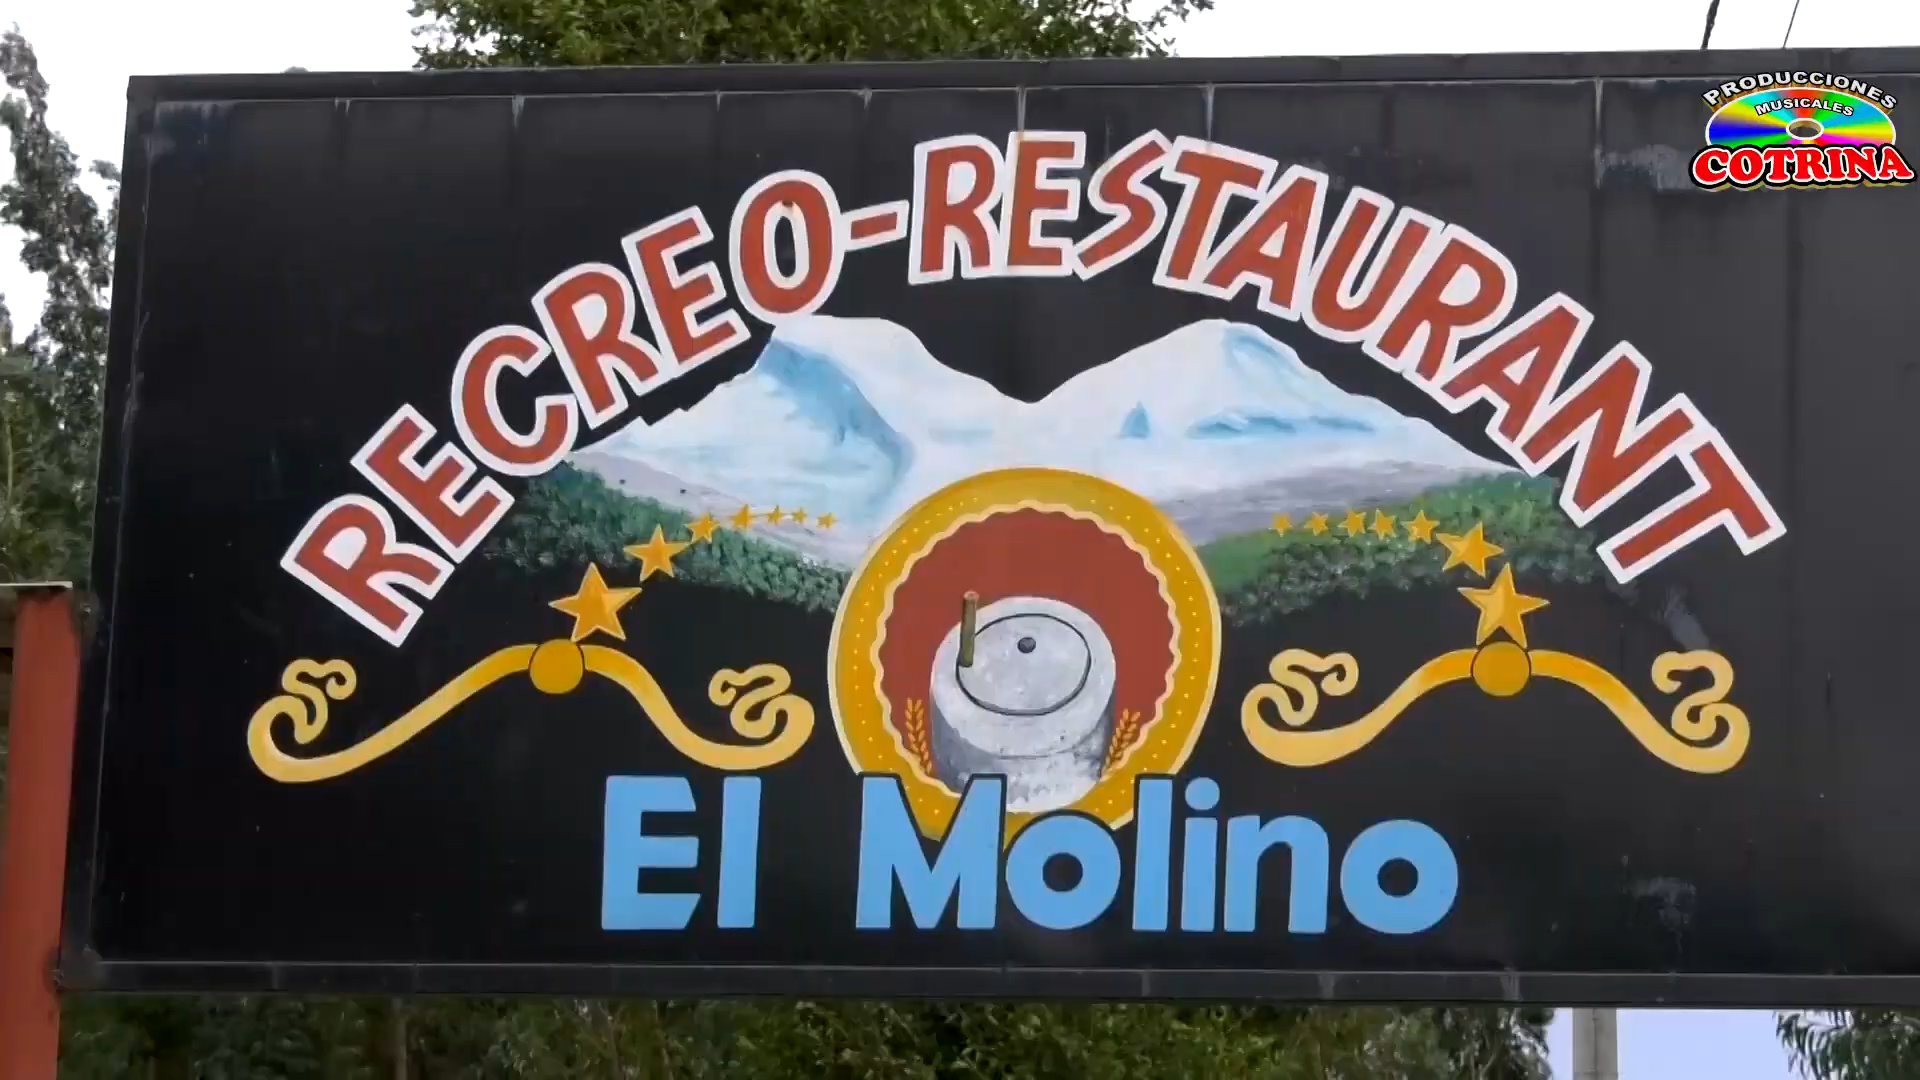 PRODUCCIONES
MUSICALES
COTRINA
RECREO-RESTAURANT
El Molino